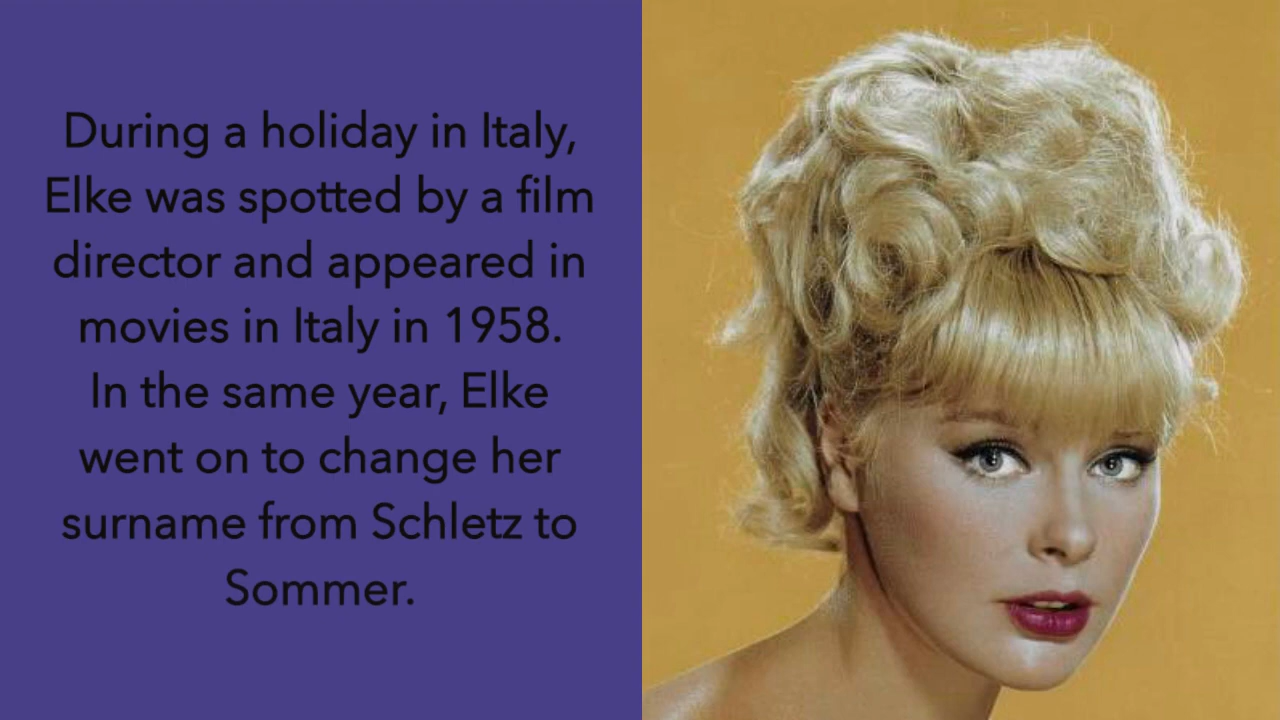 During a holiday in Italy,
Elke was spotted by a film
director and appeared in
movies in Italy in 1958.
In the same year, Elke
went on to change her
surname from Schletz to
Sommer.